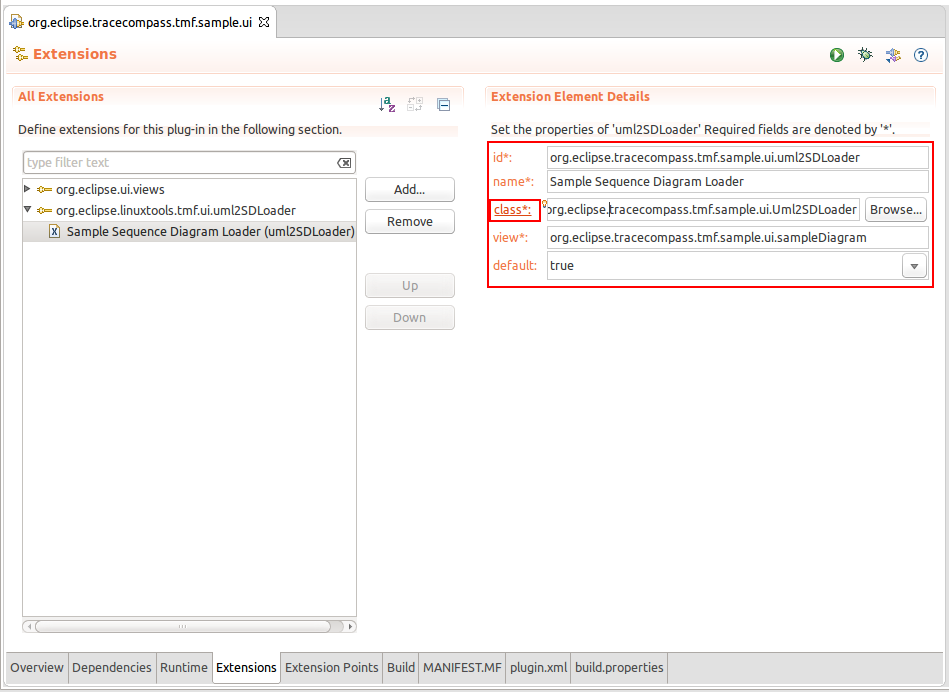 org.eclipse.tracecompass.tmf.sample.ui
Extensions
All Extensions
Define extensions for this plug-in in the following section.
type filter text
org.eclipse.ui.views
org.eclipse.linuxtools.tmf.ui.uml2SDLoader
Sample Sequence Diagram Loader (uml2SDLoader)
Add...
Remove
Up
Down
Extension Element Details
Set the properties of 'uml2SDLoader' Required fields are denoted by '*'.
id*: org.eclipse.tracecompass.tmf.sample.ui.uml2SDLoader
name*: Sample Sequence Diagram Loader
class*: org.eclipse.tracecompass.tmf.sample.ui.Uml2SDLoader Browse...
view*: org.eclipse.tracecompass.tmf.sample.ui.sampleDiagram
default: true
Overview Dependencies Runtime Extensions Extension Points Build MANIFEST.MF plugin.xml build.properties